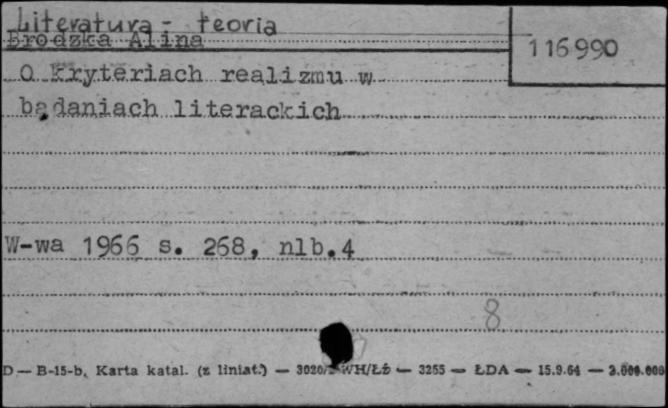 Literatura - teoria
Brodzka Alina
116990
O kryteriach realizmu w
badaniach literackich
W-wa 1966 s. 268, nlb.4
8
D — B-15-b, Karta katal. (z liniat.) — 3020/ WH/Łż — 3255 — ŁDA — 15.9.64 — 3.000.000